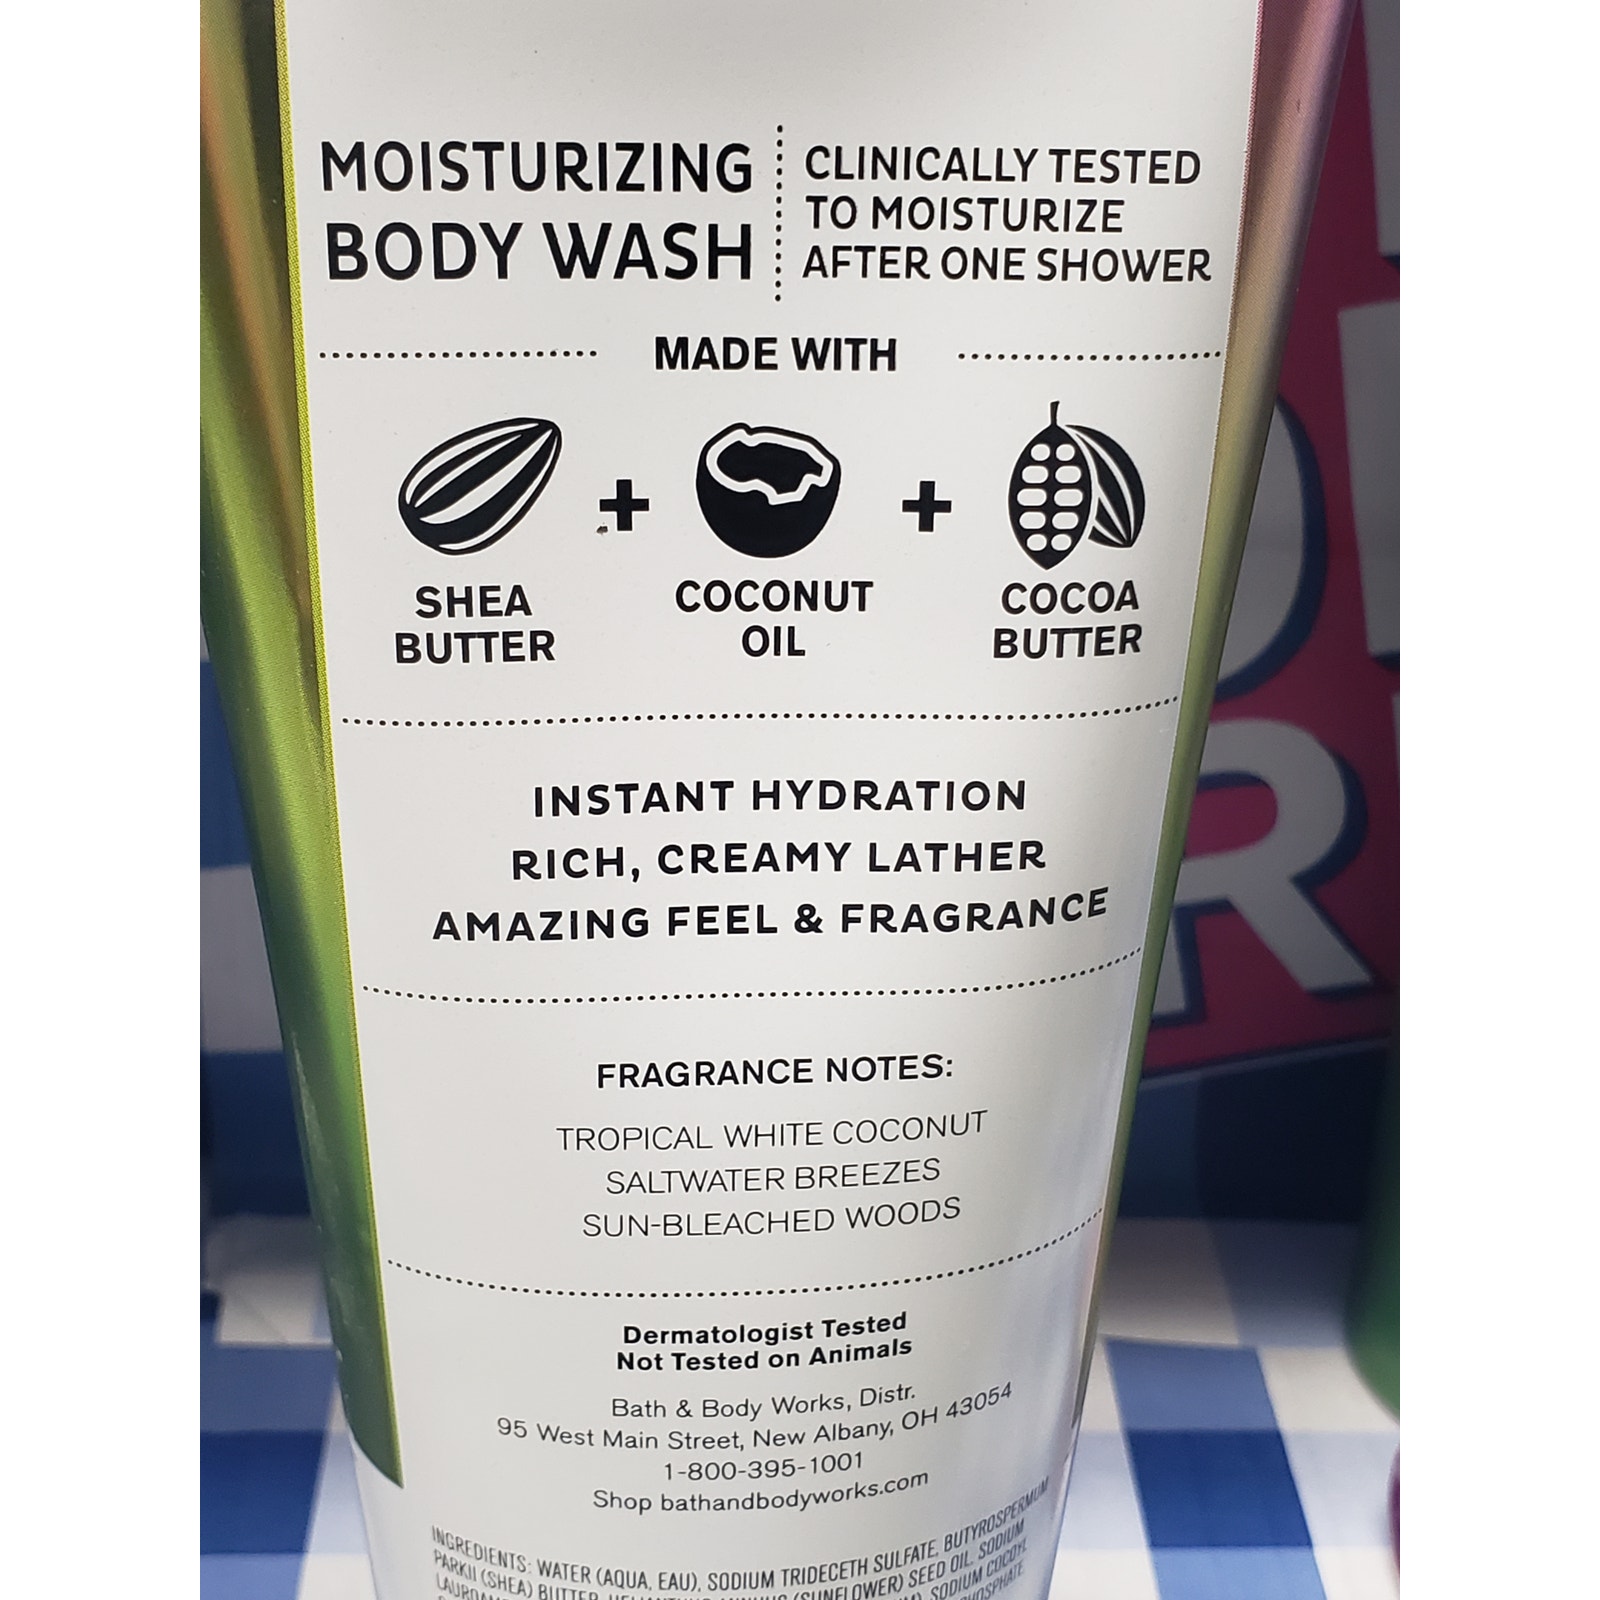 MOISTURIZING
BODY WASH
CLINICALLY TESTED
TO MOISTURIZE
AFTER ONE SHOWER
MADE WITH
SHEA
BUTTER
+
COCONUT
OIL
+
COCOA
BUTTER
INSTANT HYDRATION
RICH, CREAMY LATHER
AMAZING FEEL & FRAGRANCE
FRAGRANCE NOTES:
TROPICAL WHITE COCONUT
SALTWATER BREEZES
SUN-BLEACHED WOODS
Dermatologist Tested
Not Tested on Animals
Bath & Body Works, Distr.
95 West Main Street, New Albany, OH 43054
1-800-395-1001
Shop bathandbodyworks.com
INGREDIENTS: WATER (AQUA, EAU), SODIUM TRIDECETH SULFATE, BUTYROSPERMUM
PARKII (SHEA) BUTTER, (SUNFLOWER) SEED OIL, SODIUM
SODIUM COCOYL
R